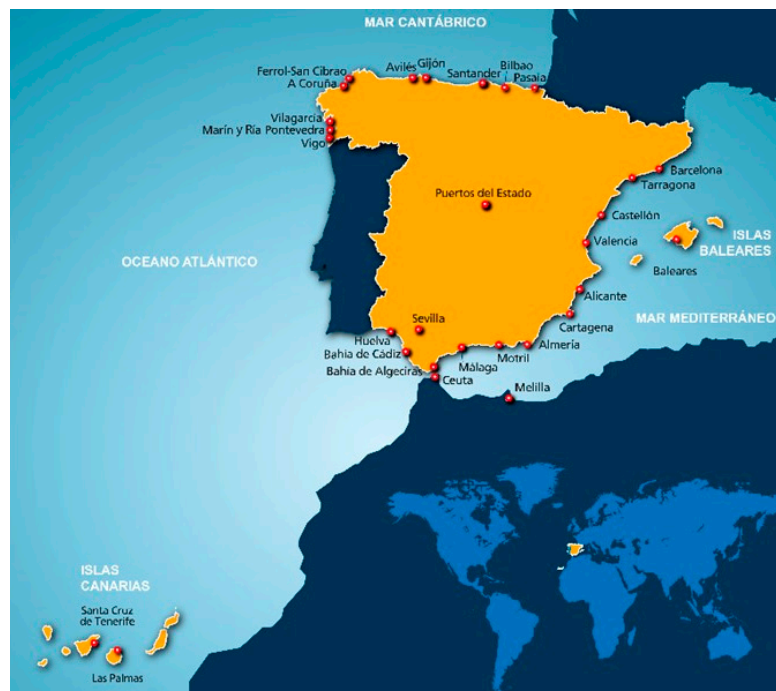 MAR CANTÁBRICO
Ferrol-San Cibrao
A Coruña
Avilés
Gijón
Santander
Bilbao
Pasaia
Vilagarcia
Marín y Ría Pontevedra
Vigo
Puertos del Estado
Barcelona
Tarragona
Castellón
Valencia
ISLAS
BALEARES
Baleares
OCEANO ATLÁNTICO
Alicante
Cartagena
MAR MEDITERRÁNEO
Sevilla
Huelva
Bahia de Cádiz
Bahía de Algeciras
Málaga
Motril
Almería
Ceuta
Melilla
ISLAS
CANARIAS
Santa Cruz
de Tenerife
Las Palmas